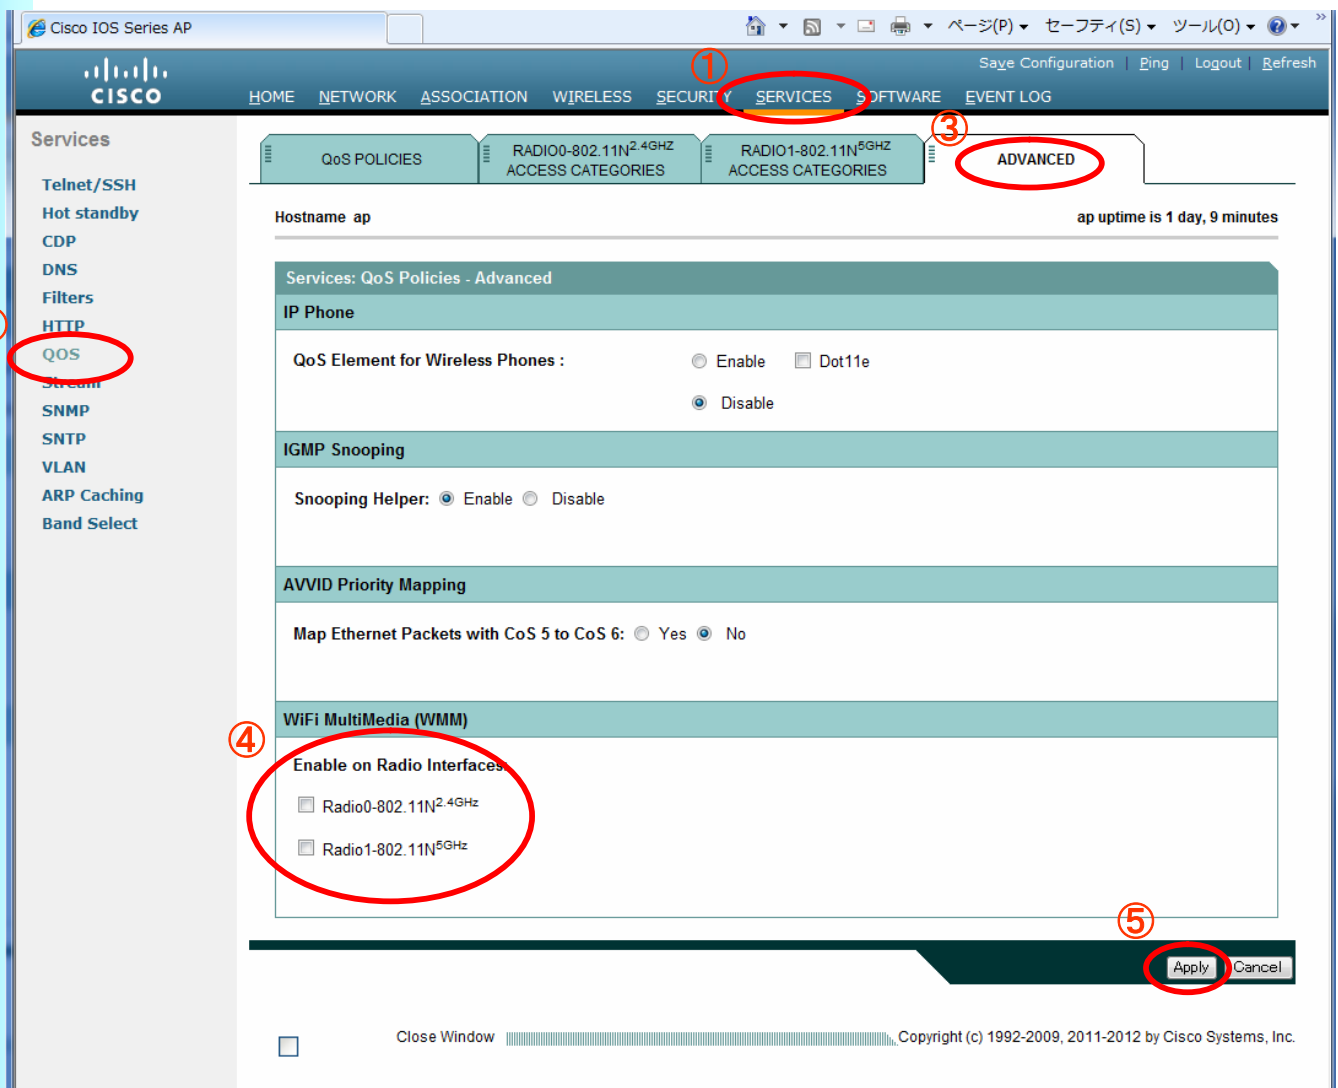 Cisco IOS Series AP
ページ(P) セーフティ(S) ツール(O) »
Save Configuration | Ping | Logout | Refresh
①
CISCO
HOME NETWORK ASSOCIATION WIRELESS SECURITY SERVICES SOFTWARE EVENT LOG
③
Services
QoS POLICIES
RADIO0-802.11N2.4GHZ
ACCESS CATEGORIES
RADIO1-802.11N5GHZ
ACCESS CATEGORIES
ADVANCED
Telnet/SSH
Hot standby
CDP
DNS
Filters
HTTP
QOS
Stream
SNMP
SNTP
VLAN
ARP Caching
Band Select
Hostname ap
ap uptime is 1 day, 9 minutes
Services: QoS Policies - Advanced
IP Phone
QoS Element for Wireless Phones : Enable Dot11e
Disable
IGMP Snooping
Snooping Helper: Enable Disable
AVVID Priority Mapping
Map Ethernet Packets with CoS 5 to CoS 6: Yes No
WiFi MultiMedia (WMM)
④
Enable on Radio Interfaces:
Radio0-802.11N2.4GHz
Radio1-802.11N5GHz
⑤
Apply Cancel
Close Window
Copyright (c) 1992-2009, 2011-2012 by Cisco Systems, Inc.